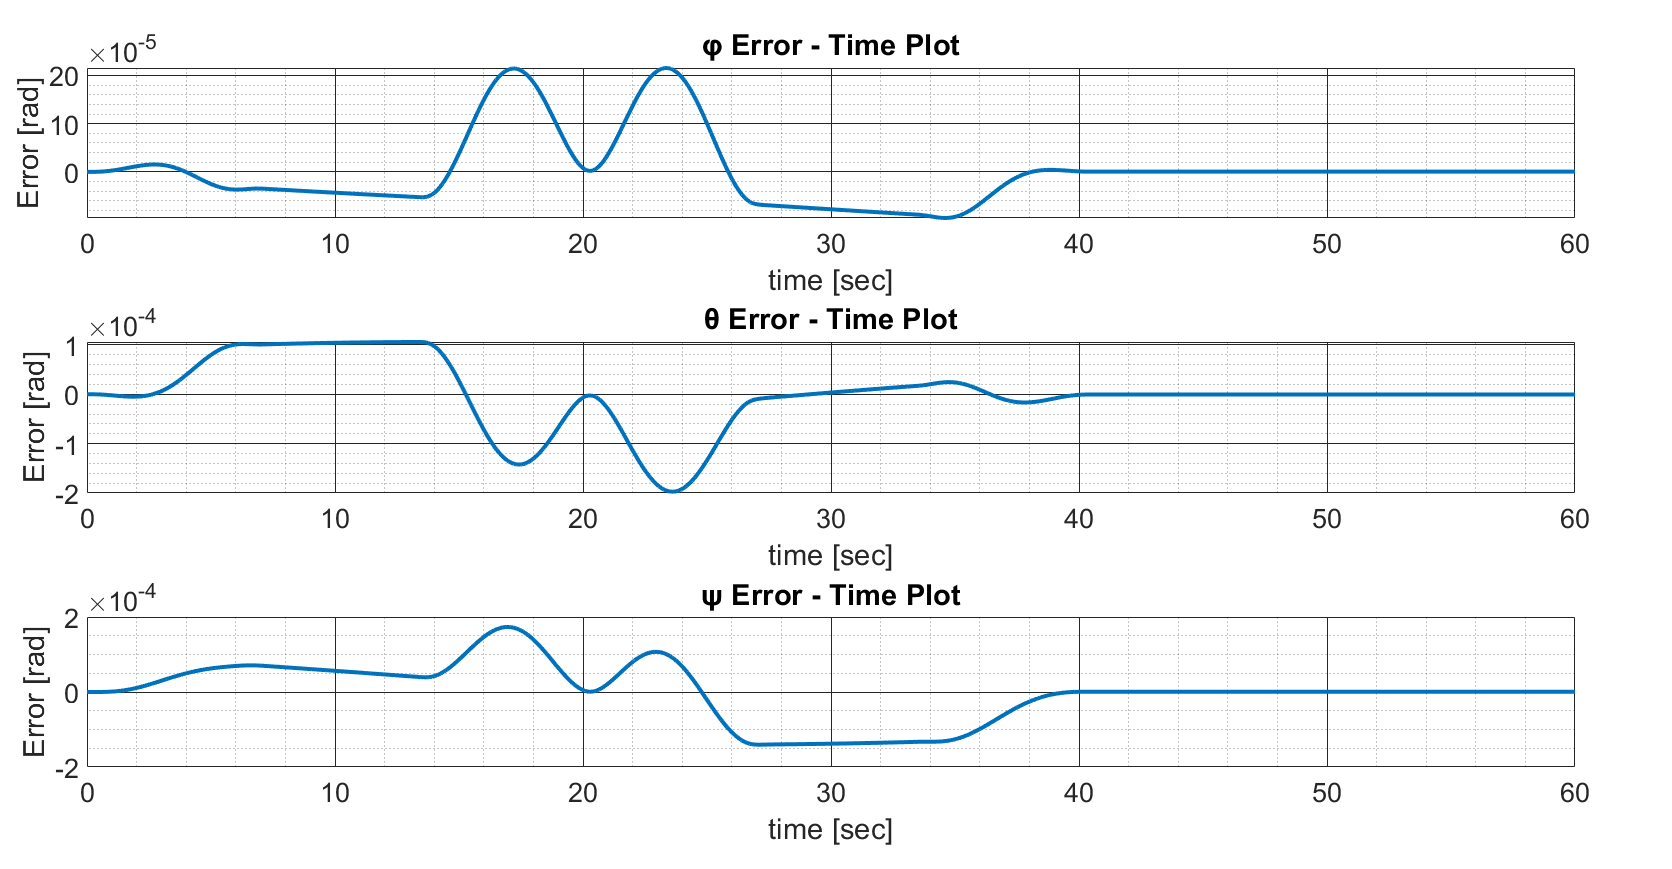 φ Error - Time Plot
×10-5
Error [rad]
20
10
0
0 10 20 30 40 50 60
time [sec]
θ Error - Time Plot
×10-4
Error [rad]
1
0
-1
-2
0 10 20 30 40 50 60
time [sec]
ψ Error - Time Plot
×10-4
Error [rad]
2
0
-2
0 10 20 30 40 50 60
time [sec]